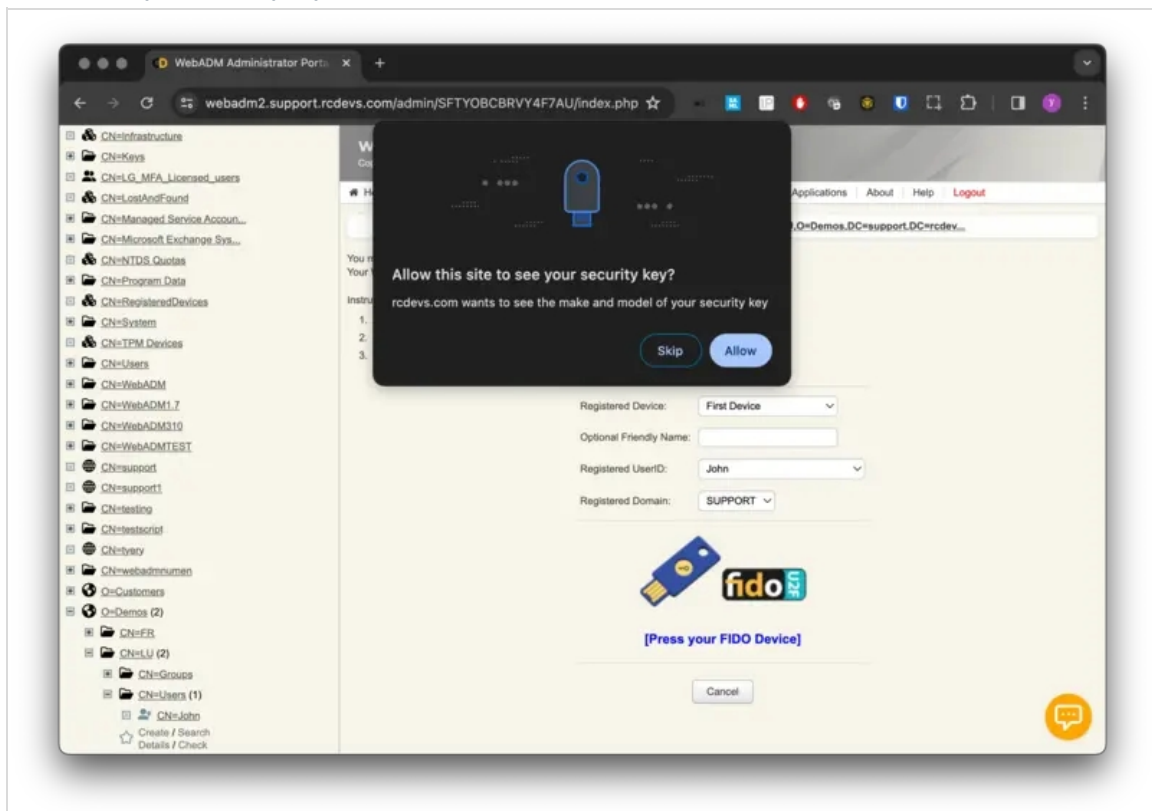 WebADM Administrator Porta
webadm2.support.rcdevs.com/admin/SFTYOBCBRVY4F7AU/index.php
CN=Infrastructure
CN=Keys
CN=LG_MFA_Licensed_users
CN=LostAndFound
CN=Managed Service Accoun...
CN=Microsoft Exchange Sys...
CN=NTDS Quotas
CN=Program Data
CN=RegisteredDevices
CN=System
CN=TPM Devices
CN=Users
CN=WebADM
CN=WebADM1.7
CN=WebADM310
CN=WebADMTEST
CN=support
CN=support1
CN=testing
CN=testscript
CN=tyery
CN=webadmnumen
O=Customers
O=Demos (2)
CN=FR
CN=LU (2)
CN=Groups
CN=Users (1)
CN=John
Create / Search
Details / Check
Applications About Help Logout
,O=Demos.DC=support.DC=rcdev...
Your
1.
2.
3.
Allow this site to see your security key?
rcdevs.com wants to see the make and model of your security key
Skip Allow
Registered Device: First Device
Optional Friendly Name:
Registered UserID: John
Registered Domain: SUPPORT
fido U2F
[Press your FIDO Device]
Cancel